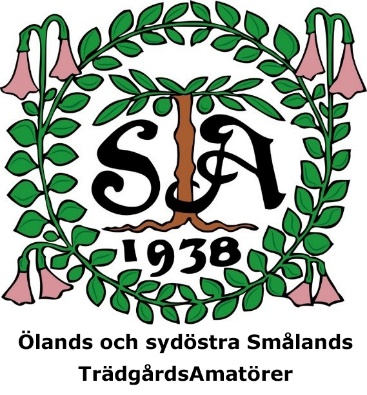 STA
1938
Ölands och sydöstra Smålands
TrädgårdsAmatörer